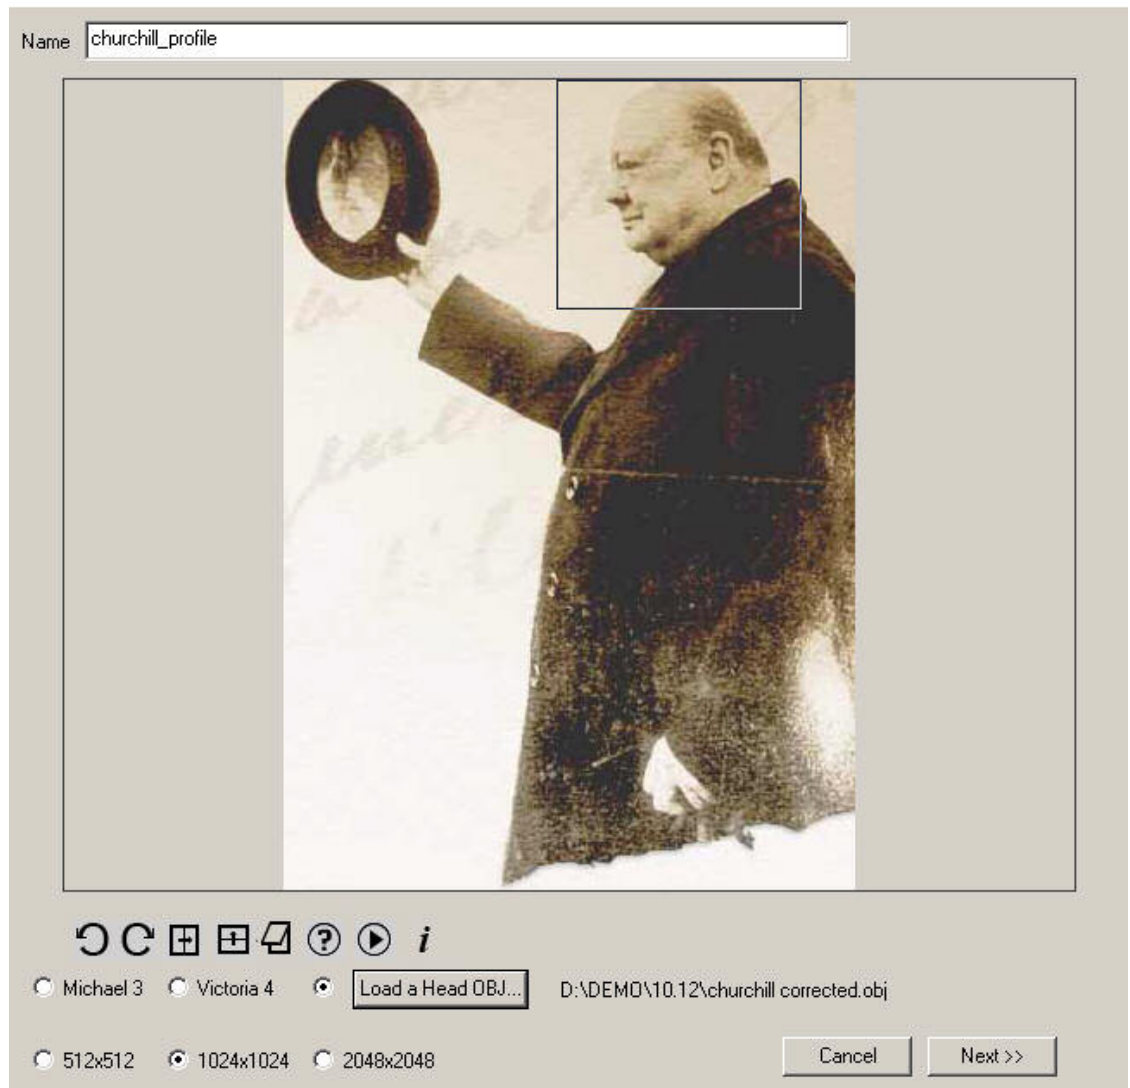 Name churchill_profile
Michael 3 Victoria 4 Load a Head OBJ... D:\DEMO\10.12\churchill corrected.obj
512x512 1024x1024 2048x2048 Cancel Next >>